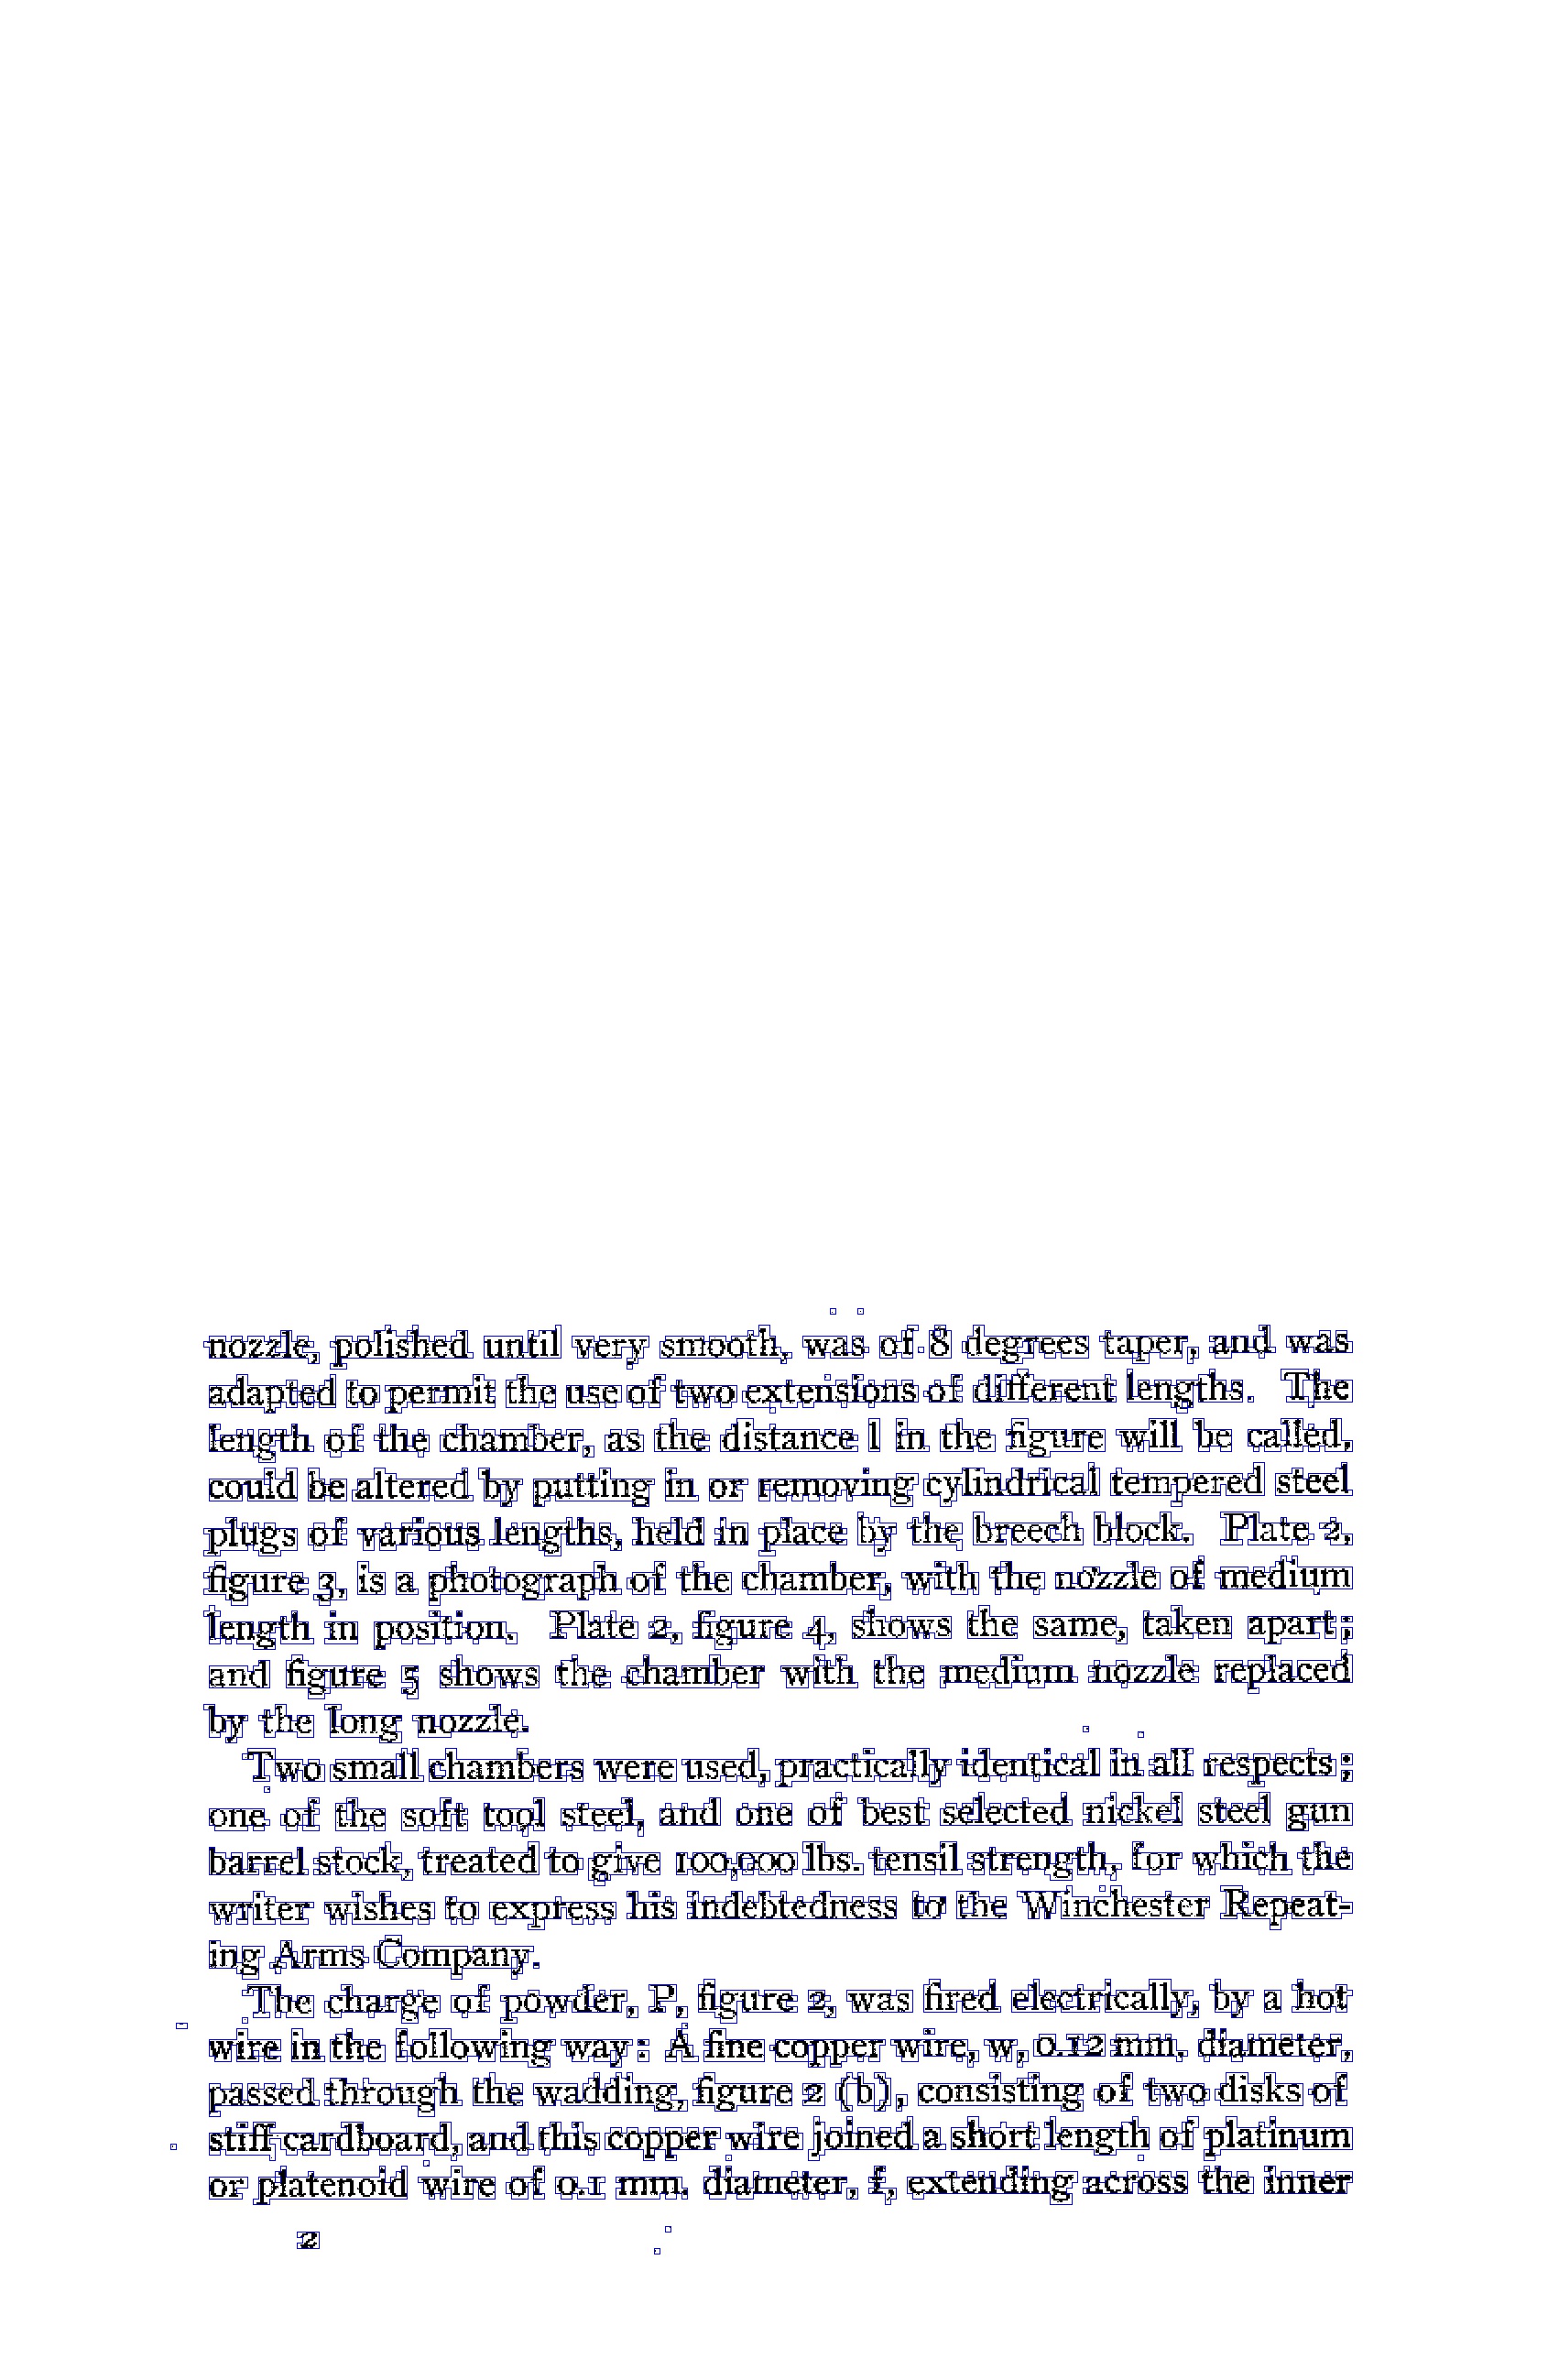 nozzle, polished until very smooth, was of 8 degrees taper, and was
adapted to permit the use of two extensions of different lengths. The
length of the chamber, as the distance l in the figure will be called,
could be altered by putting in or removing cylindrical tempered steel
plugs of various lengths, held in place by the breech block. Plate 2,
figure 3, is a photograph of the chamber, with the nozzle of medium
length in position. Plate 2, figure 4, shows the same, taken apart;
and figure 5 shows the chamber with the medium nozzle replaced
by the long nozzle.
Two small chambers were used, practically identical in all respects;
one of the soft tool steel, and one of best selected nickel steel gun
barrel stock, treated to give 100,000 lbs. tensil strength, for which the
writer wishes to express his indebtedness to the Winchester Repeat-
ing Arms Company.
The charge of powder, P, figure 2, was fired electrically, by a hot
wire in the following way: A fine copper wire, w, 0.12 mm. diameter,
passed through the wadding, figure 2 (b), consisting of two disks of
stiff cardboard, and this copper wire joined a short length of platinum
or platenoid wire of 0.1 mm. diameter, f, extending across the inner
2